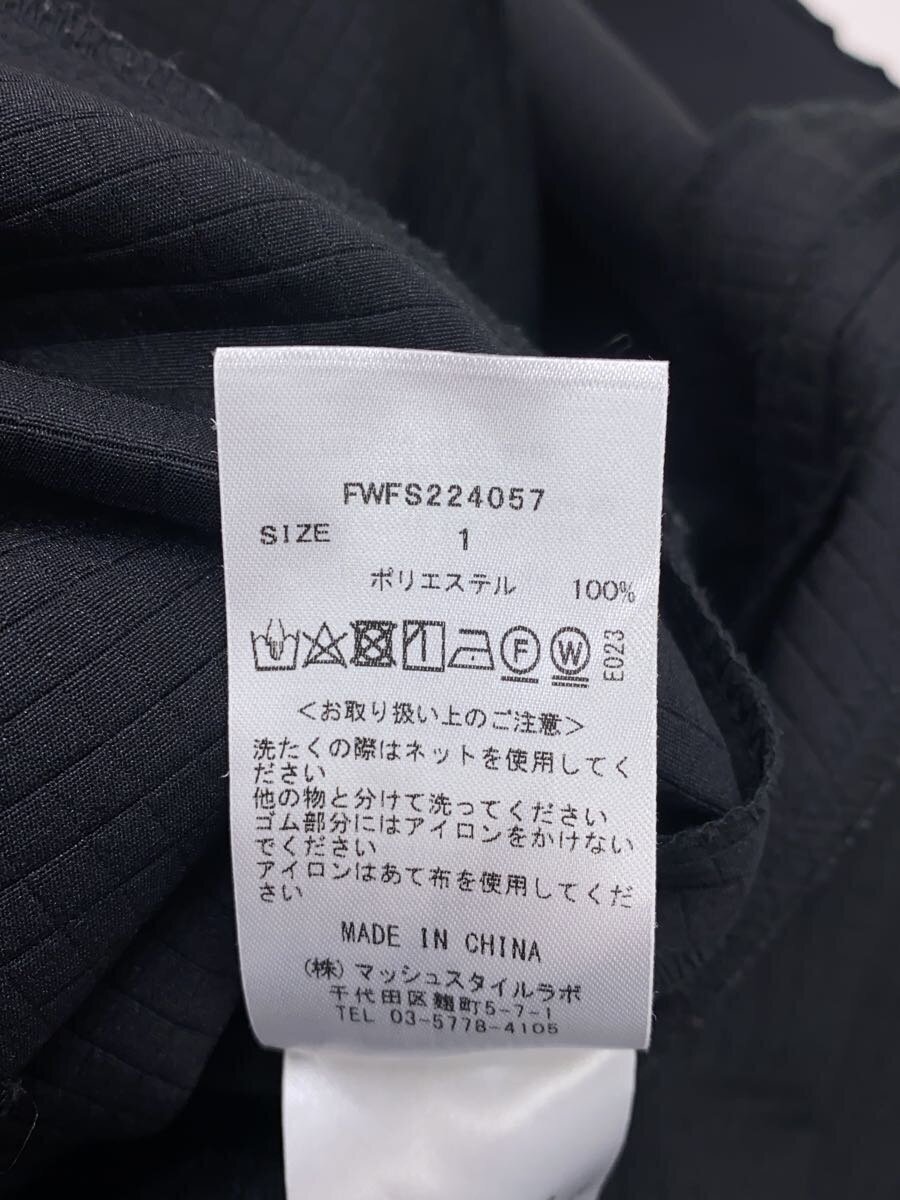 FWFS224057
SIZE 1
ポリエステル 100%
F W E023
<お取り扱い上のご注意>
洗たくの際はネットを使用してく
ださい
他の物と分けて洗ってください
ゴム部分にはアイロンをかけない
でください
アイロンはあて布を使用してくだ
さい
MADE IN CHINA
(株)マッシュスタイルラボ
千代田区麹町5-7-1
TEL 03-5778-4105